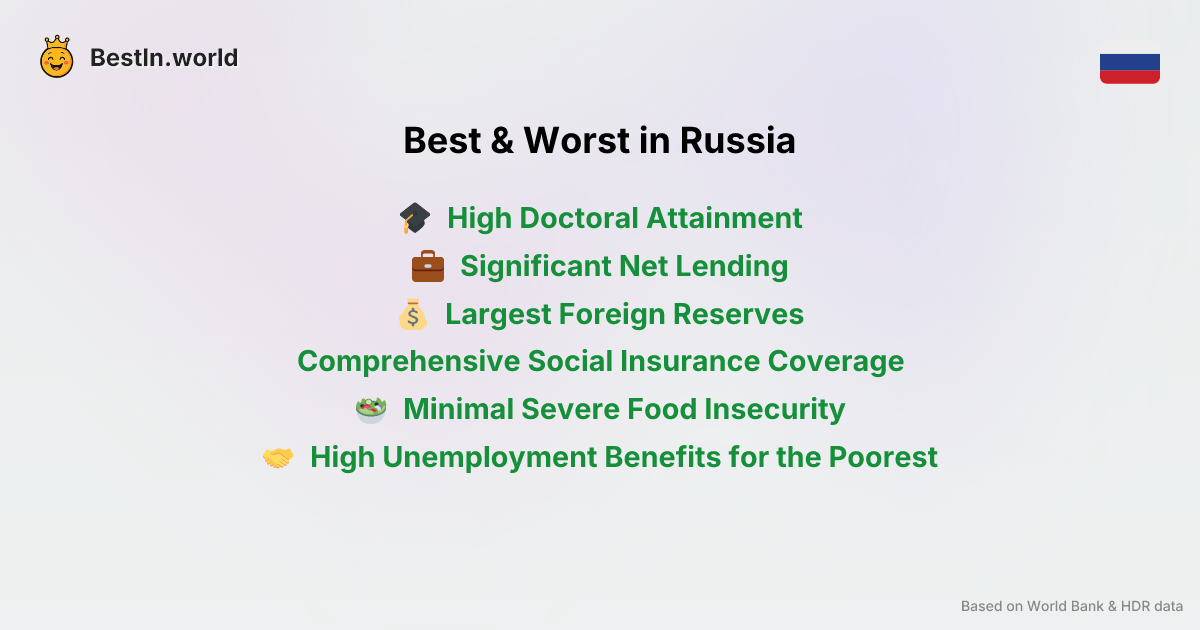 BestIn.world
Best & Worst in Russia
High Doctoral Attainment
Significant Net Lending
Largest Foreign Reserves
Comprehensive Social Insurance Coverage
Minimal Severe Food Insecurity
High Unemployment Benefits for the Poorest
Based on World Bank & HDR data